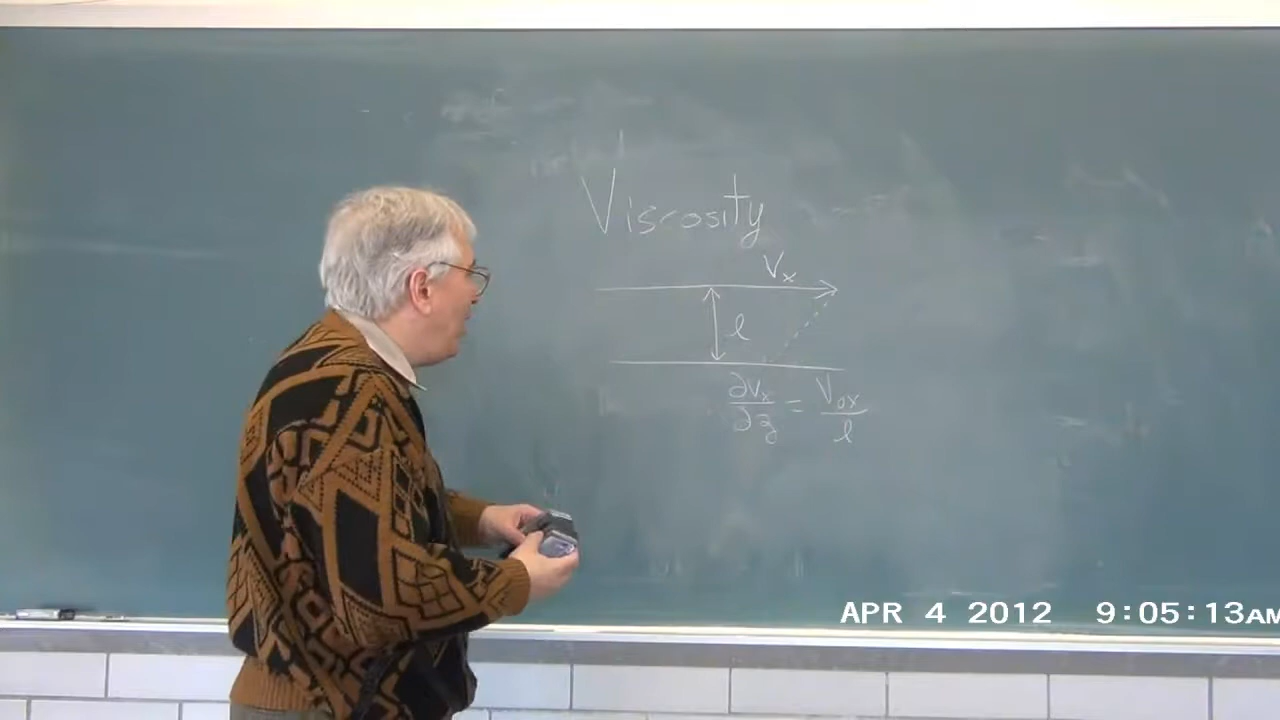 Viscosity
Vₓ
ℓ
∂vₓ/∂z = V₀ₓ/ℓ
APR 4 2012 9:05:13AM